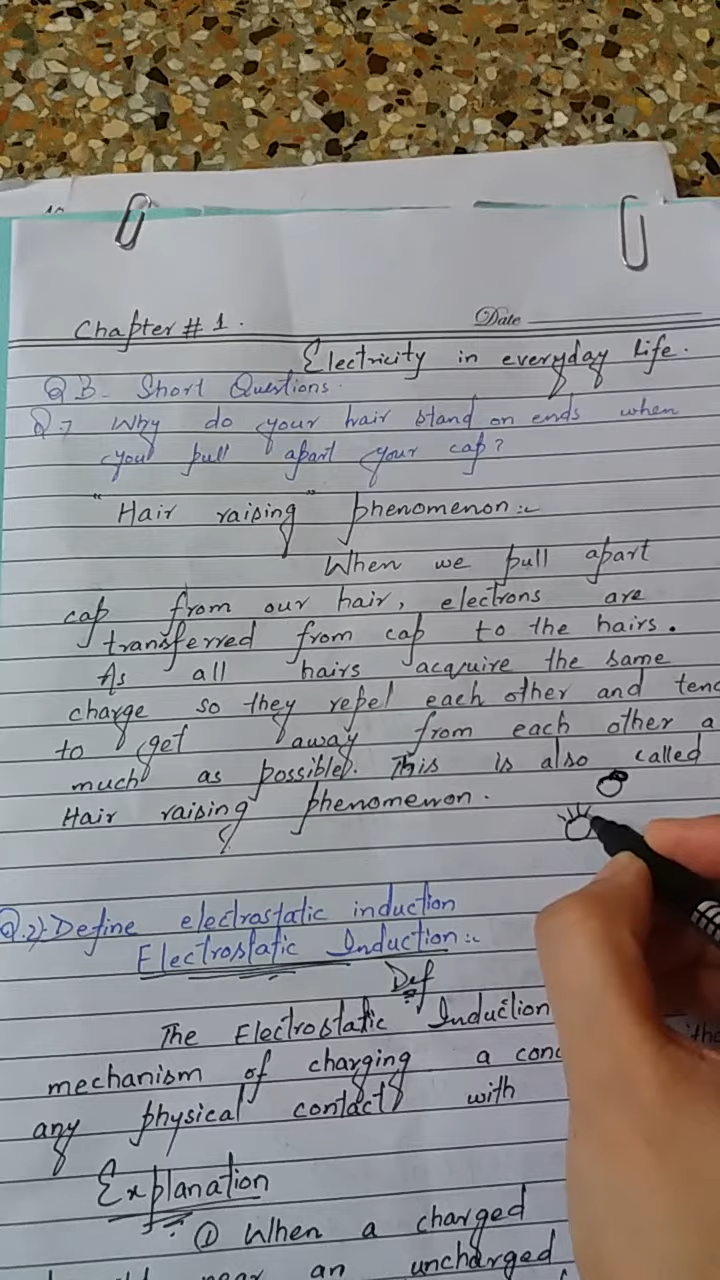 Chapter # 1.
Date
Electricity in everyday Life.
QB. Short Questions.
Q.1 Why do your hair stand on ends when
you pull apart your cap?
"Hair raising" phenomenon:-
When we pull apart
cap from our hair, electrons are
transferred from cap to the hairs.
As all hairs acquire the same
charge so they repel each other and tend
to get away from each other a
much as possible. This is also called
Hair raising phenomenon.
Q.2) Define electrostatic induction
Electrostatic Induction:-
Def
The Electrostatic Induction
mechanism of charging a conc
any physical contact with
Explanation
① When a charged
near an uncharged